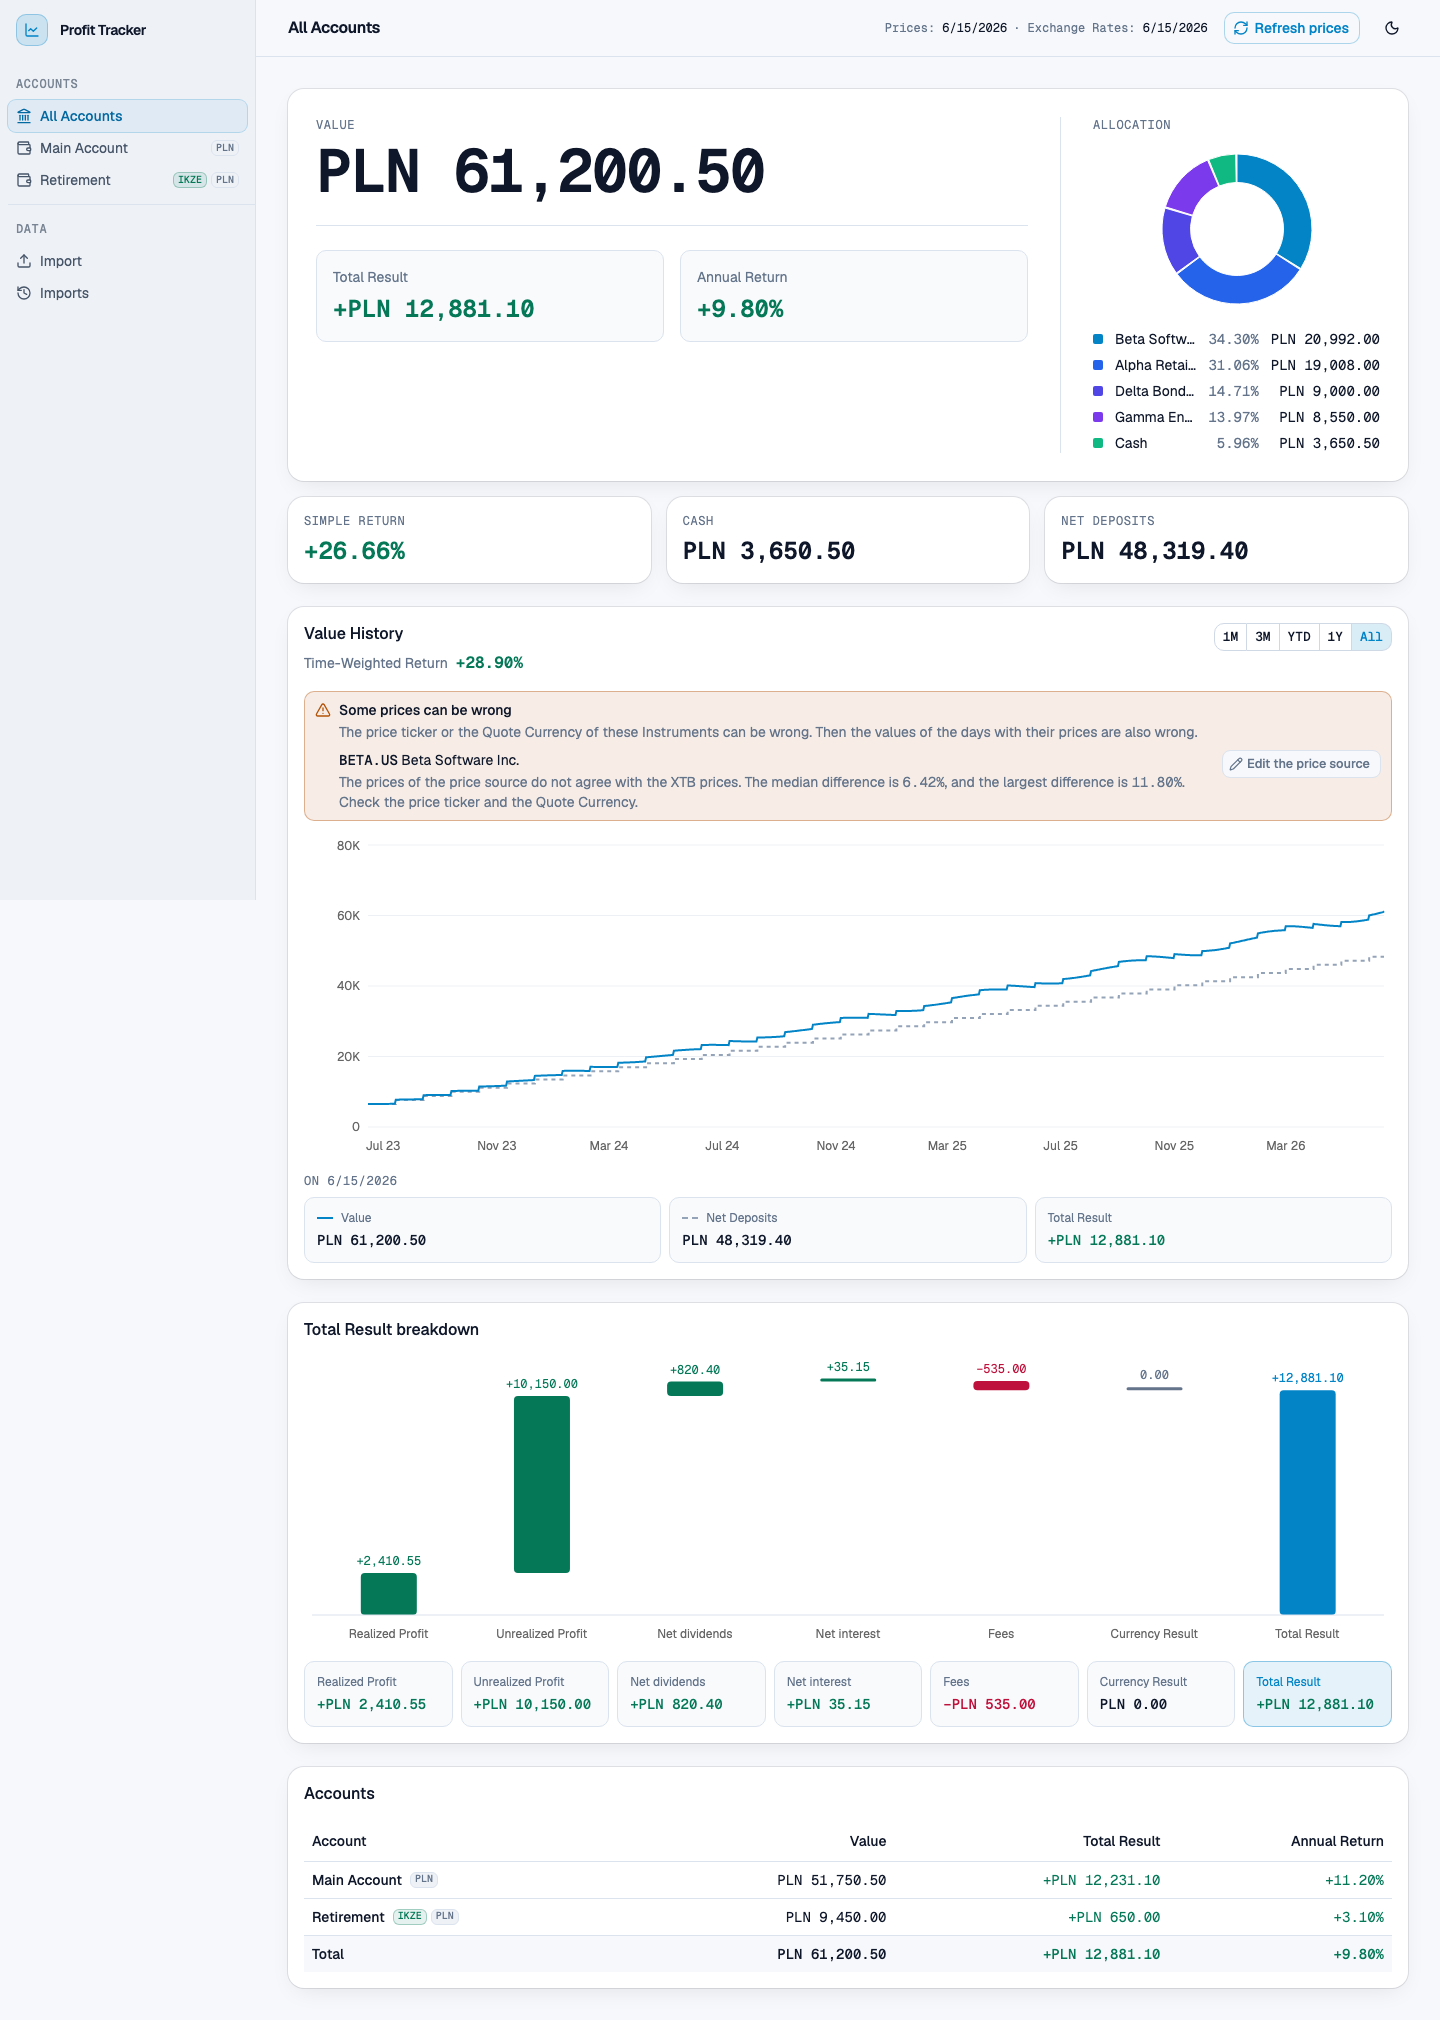 Profit Tracker
ACCOUNTS
All Accounts
Main Account PLN
Retirement IKZE PLN
DATA
Import
Imports
All Accounts
Prices: 6/15/2026 · Exchange Rates: 6/15/2026
Refresh prices
VALUE
PLN 61,200.50
Total Result
+PLN 12,881.10
Annual Return
+9.80%
ALLOCATION
Beta Softw... 34.30% PLN 20,992.00
Alpha Retai... 31.06% PLN 19,008.00
Delta Bond... 14.71% PLN 9,000.00
Gamma En... 13.97% PLN 8,550.00
Cash 5.96% PLN 3,650.50
SIMPLE RETURN
+26.66%
CASH
PLN 3,650.50
NET DEPOSITS
PLN 48,319.40
Value History
1M 3M YTD 1Y All
Time-Weighted Return +28.90%
Some prices can be wrong
The price ticker or the Quote Currency of these Instruments can be wrong. Then the values of the days with their prices are also wrong.
BETA.US Beta Software Inc.
The prices of the price source do not agree with the XTB prices. The median difference is 6.42%, and the largest difference is 11.80%.
Check the price ticker and the Quote Currency.
Edit the price source
80K
60K
40K
20K
0
Jul 23 Nov 23 Mar 24 Jul 24 Nov 24 Mar 25 Jul 25 Nov 25 Mar 26
ON 6/15/2026
Value
PLN 61,200.50
Net Deposits
PLN 48,319.40
Total Result
+PLN 12,881.10
Total Result breakdown
+2,410.55 +10,150.00 +820.40 +35.15 −535.00 0.00 +12,881.10
Realized Profit Unrealized Profit Net dividends Net interest Fees Currency Result Total Result
Realized Profit
+PLN 2,410.55
Unrealized Profit
+PLN 10,150.00
Net dividends
+PLN 820.40
Net interest
+PLN 35.15
Fees
−PLN 535.00
Currency Result
PLN 0.00
Total Result
+PLN 12,881.10
Accounts
Account Value Total Result Annual Return
Main Account PLN PLN 51,750.50 +PLN 12,231.10 +11.20%
Retirement IKZE PLN PLN 9,450.00 +PLN 650.00 +3.10%
Total PLN 61,200.50 +PLN 12,881.10 +9.80%